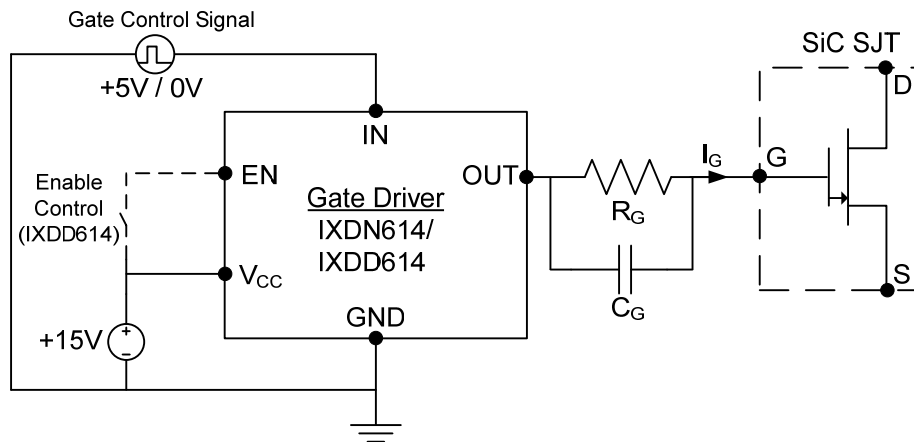 Gate Control Signal
+5V / 0V
SiC SJT
D
IN
EN
OUT
I_G
G
Enable
Control
(IXDD614)
Gate Driver
IXDN614/
IXDD614
R_G
V_CC
C_G
S
GND
+15V
+
-